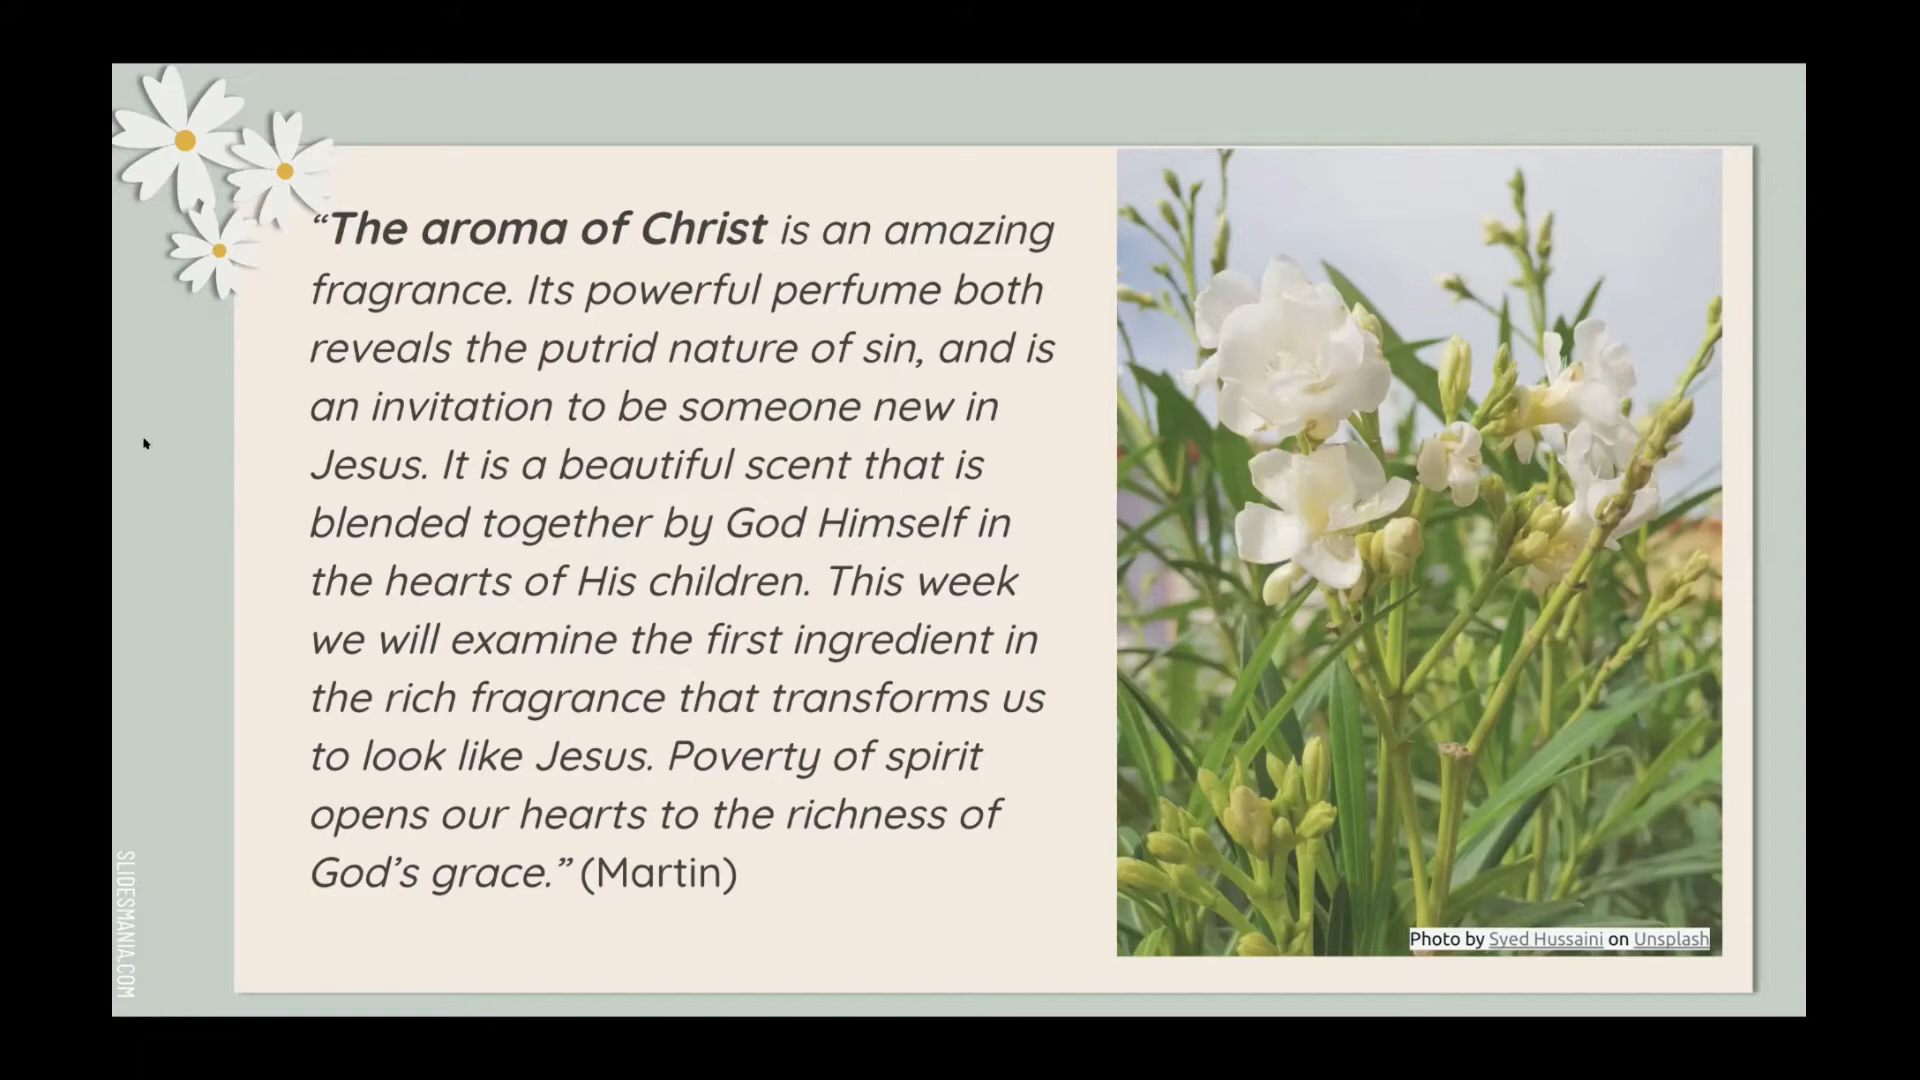 “The aroma of Christ is an amazing
fragrance. Its powerful perfume both
reveals the putrid nature of sin, and is
an invitation to be someone new in
Jesus. It is a beautiful scent that is
blended together by God Himself in
the hearts of His children. This week
we will examine the first ingredient in
the rich fragrance that transforms us
to look like Jesus. Poverty of spirit
opens our hearts to the richness of
God’s grace.” (Martin)
Photo by Syed Hussaini on Unsplash
SLIDESMANIA.COM